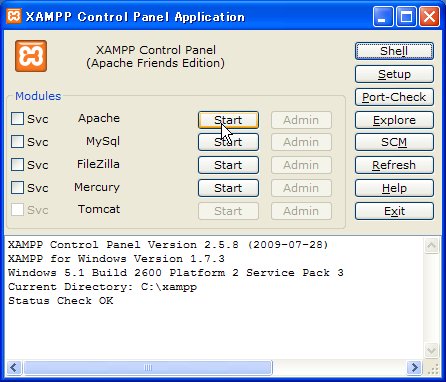 XAMPP Control Panel Application
XAMPP Control Panel
(Apache Friends Edition)
Shell
Setup
Port-Check
Explore
SCM
Refresh
Help
Exit
Modules
Svc Apache Start Admin
Svc MySql Start Admin
Svc FileZilla Start Admin
Svc Mercury Start Admin
Svc Tomcat Start Admin
XAMPP Control Panel Version 2.5.8 (2009-07-28)
XAMPP for Windows Version 1.7.3
Windows 5.1 Build 2600 Platform 2 Service Pack 3
Current Directory: C:\xampp
Status Check OK